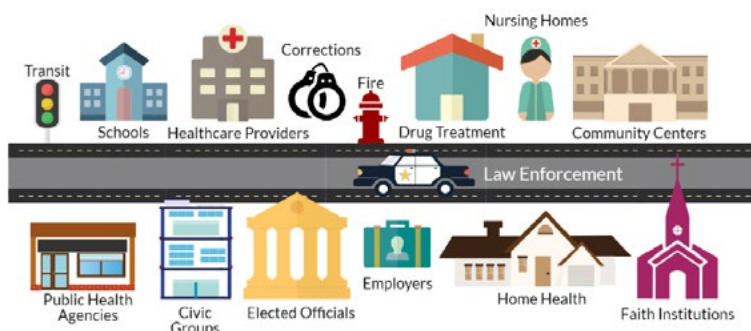 Nursing Homes
Corrections
Transit
Fire
Schools
Healthcare Providers
Drug Treatment
Community Centers
Law Enforcement
Public Health
Agencies
Civic
Groups
Elected Officials
Employers
Home Health
Faith Institutions